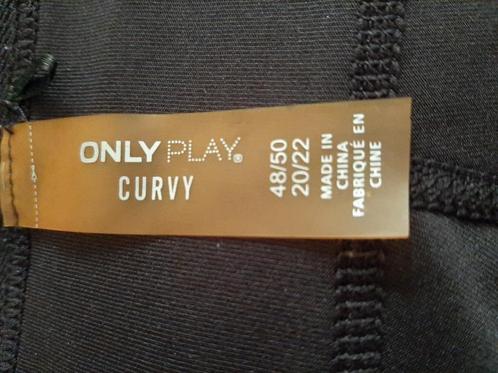 ONLY PLAY®
CURVY
48/50
20/22
MADE IN
CHINA
FABRIQUÉ EN
CHINE